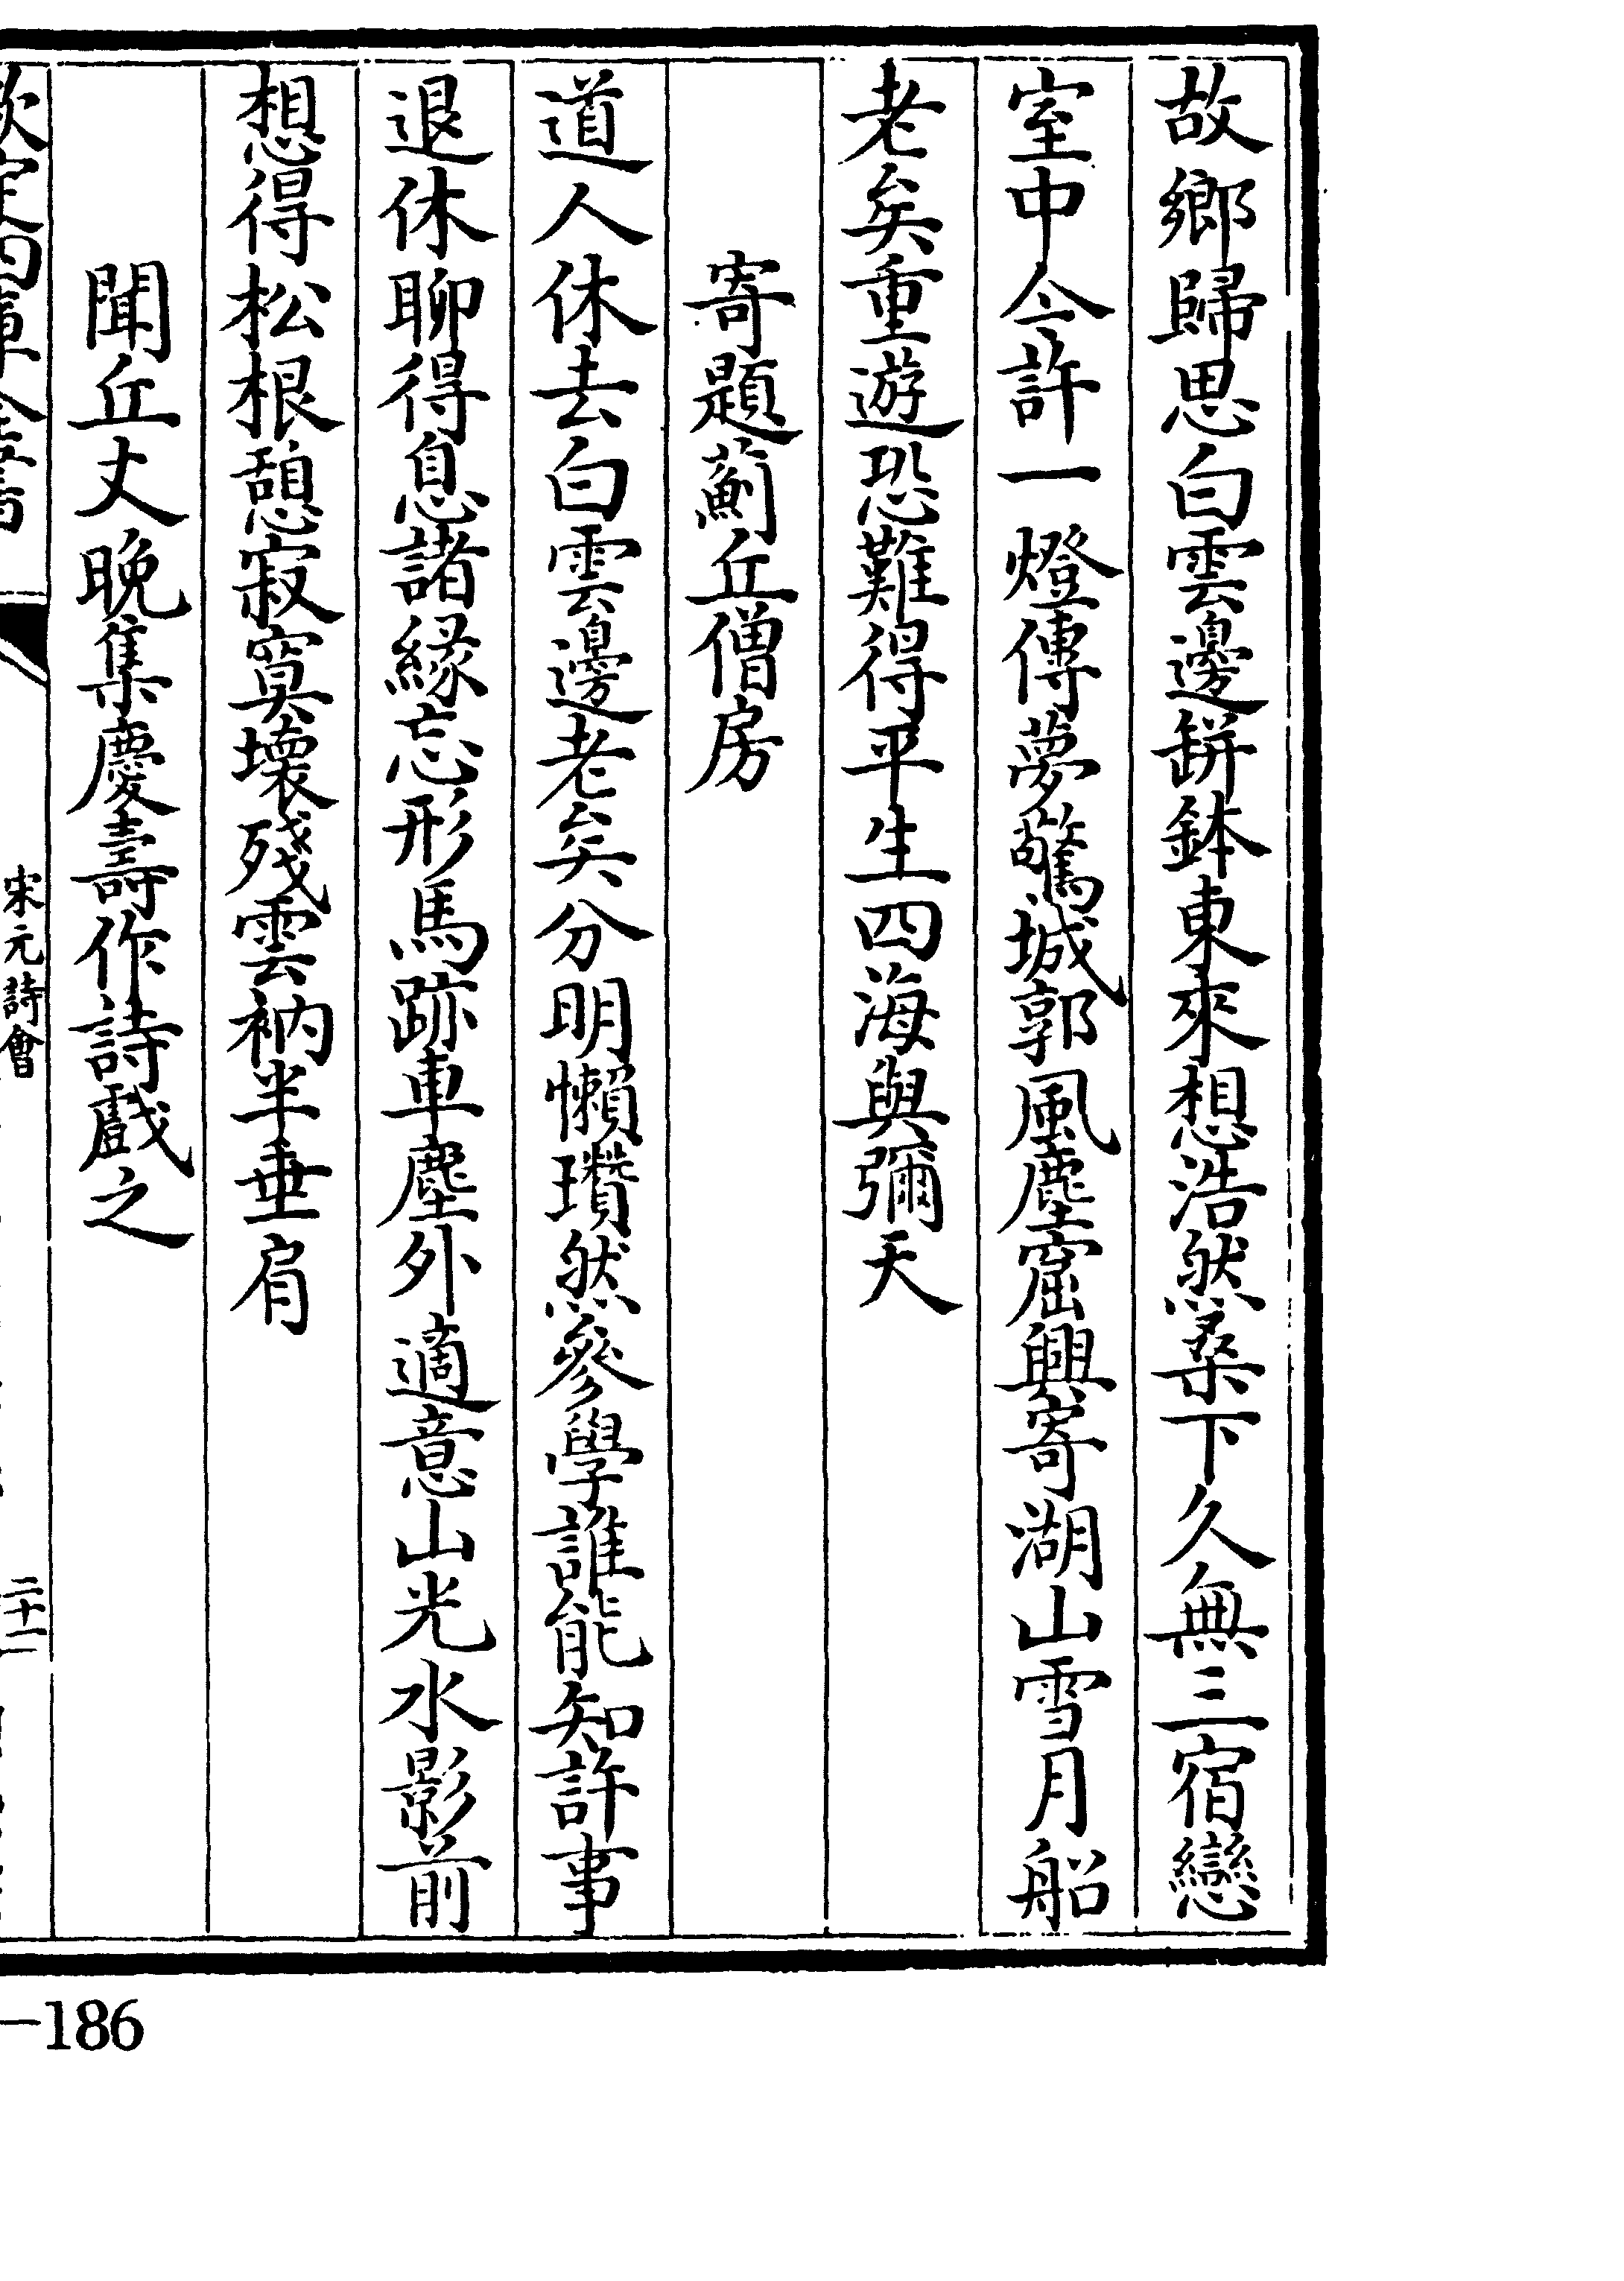 故鄉歸思白雲邊缾鉢東來想浩然桑下久無三宿戀
室中今許一燈傳夢驚城郭風塵窟興寄湖山雪月船
老矣重遊恐難得平生四海與彌天
寄題薊丘僧房
道人休去白雲邊老矣分明懶瓚然參學誰能知許事
退休聊得息諸緣忘形馬跡車塵外適意山光水影前
想得松根憩寂寞壞殘雲衲半垂肩
聞丘丈晚集慶壽作詩戲之
欽定四庫全書
宋元詩會
二十二
—186